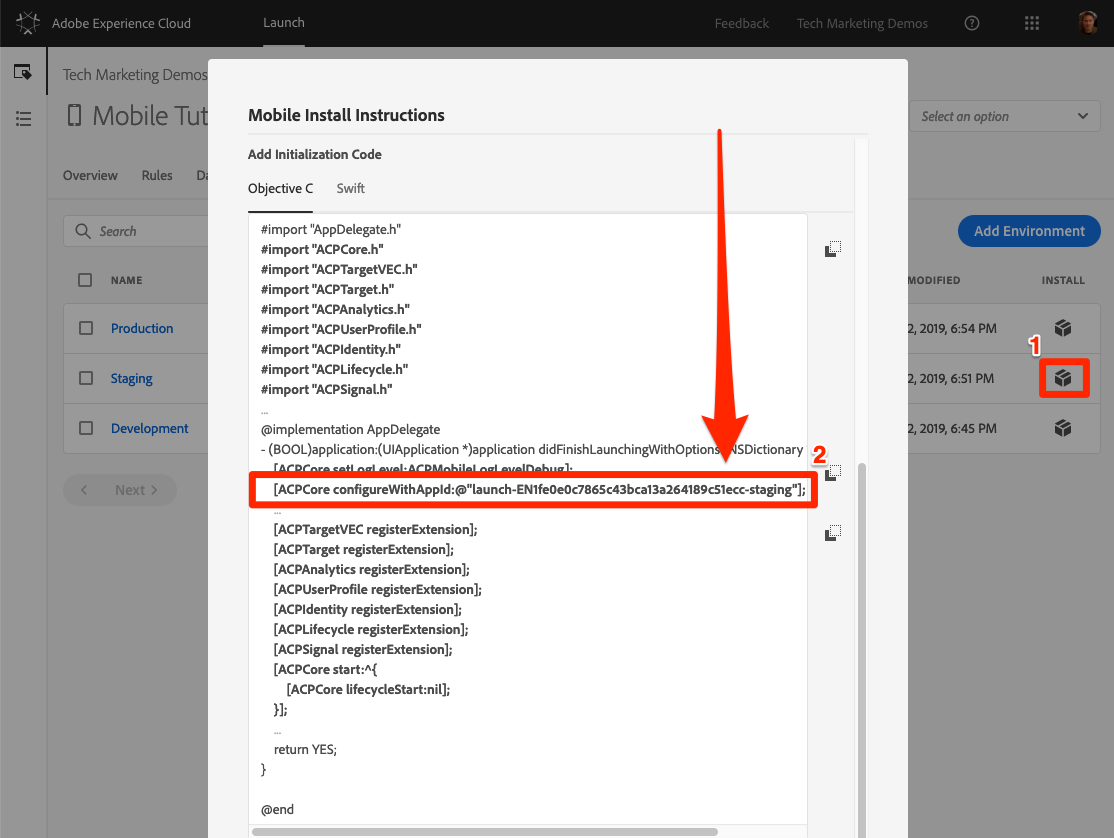 Adobe Experience Cloud
Launch
Feedback
Tech Marketing Demos
Tech Marketing Demos
Mobile Tut
Select an option
Overview
Rules
Da
Search
Add Environment
NAME
MODIFIED
INSTALL
Production
2, 2019, 6:54 PM
1
Staging
2, 2019, 6:51 PM
Development
2, 2019, 6:45 PM
Next
Mobile Install Instructions
Add Initialization Code
Objective C
Swift
#import "AppDelegate.h"
#import "ACPCore.h"
#import "ACPTargetVEC.h"
#import "ACPTarget.h"
#import "ACPAnalytics.h"
#import "ACPUserProfile.h"
#import "ACPIdentity.h"
#import "ACPLifecycle.h"
#import "ACPSignal.h"
...
@implementation AppDelegate
- (BOOL)application:(UIApplication *)application didFinishLaunchingWithOptions:(NSDictionary
2
[ACPCore setLogLevel:ACPMobileLogLevelDebug];
[ACPCore configureWithAppId:@"launch-EN1fe0e0c7865c43bca13a264189c51ecc-staging"];
...
[ACPTargetVEC registerExtension];
[ACPTarget registerExtension];
[ACPAnalytics registerExtension];
[ACPUserProfile registerExtension];
[ACPIdentity registerExtension];
[ACPLifecycle registerExtension];
[ACPSignal registerExtension];
[ACPCore start:^{
[ACPCore lifecycleStart:nil];
}];
...
return YES;
}
@end